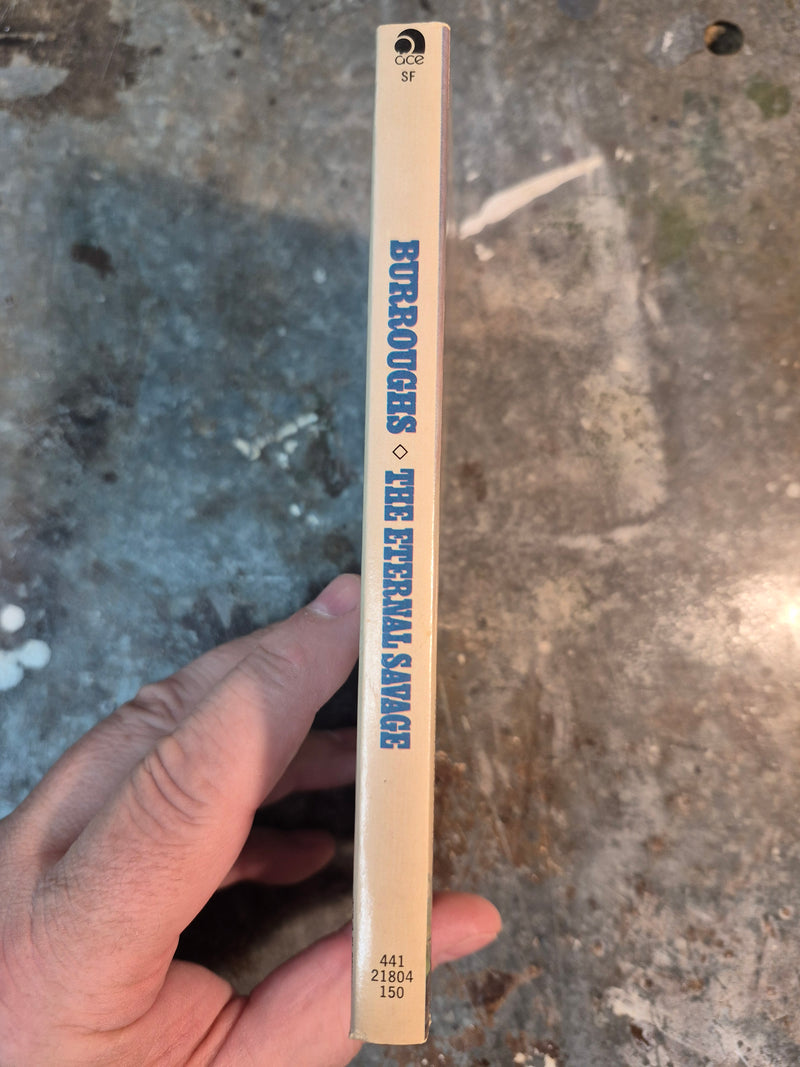 ace
SF
BURROUGHS ◇ THE ETERNAL SAVAGE
441
21804
150